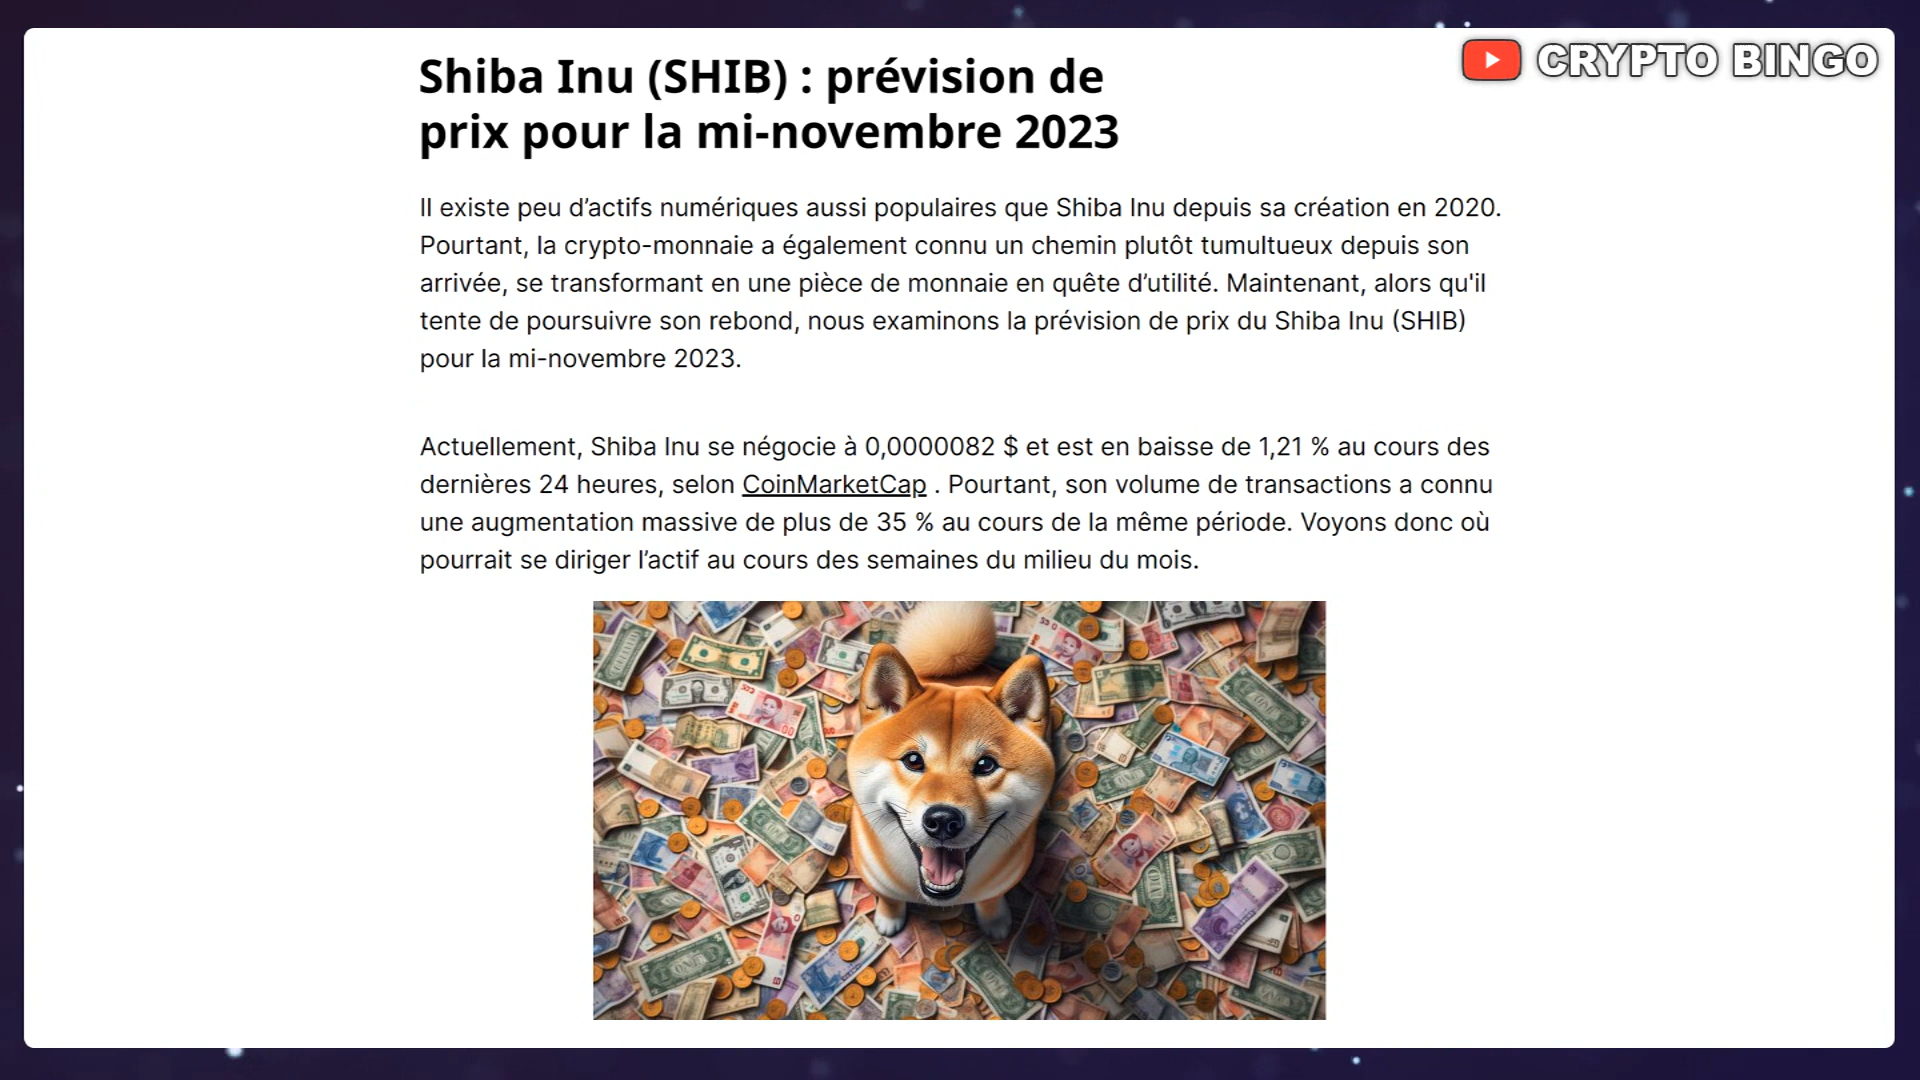 CRYPTO BINGO
Shiba Inu (SHIB) : prévision de
prix pour la mi-novembre 2023
Il existe peu d’actifs numériques aussi populaires que Shiba Inu depuis sa création en 2020.
Pourtant, la crypto-monnaie a également connu un chemin plutôt tumultueux depuis son
arrivée, se transformant en une pièce de monnaie en quête d’utilité. Maintenant, alors qu'il
tente de poursuivre son rebond, nous examinons la prévision de prix du Shiba Inu (SHIB)
pour la mi-novembre 2023.
Actuellement, Shiba Inu se négocie à 0,0000082 $ et est en baisse de 1,21 % au cours des
dernières 24 heures, selon CoinMarketCap . Pourtant, son volume de transactions a connu
une augmentation massive de plus de 35 % au cours de la même période. Voyons donc où
pourrait se diriger l’actif au cours des semaines du milieu du mois.